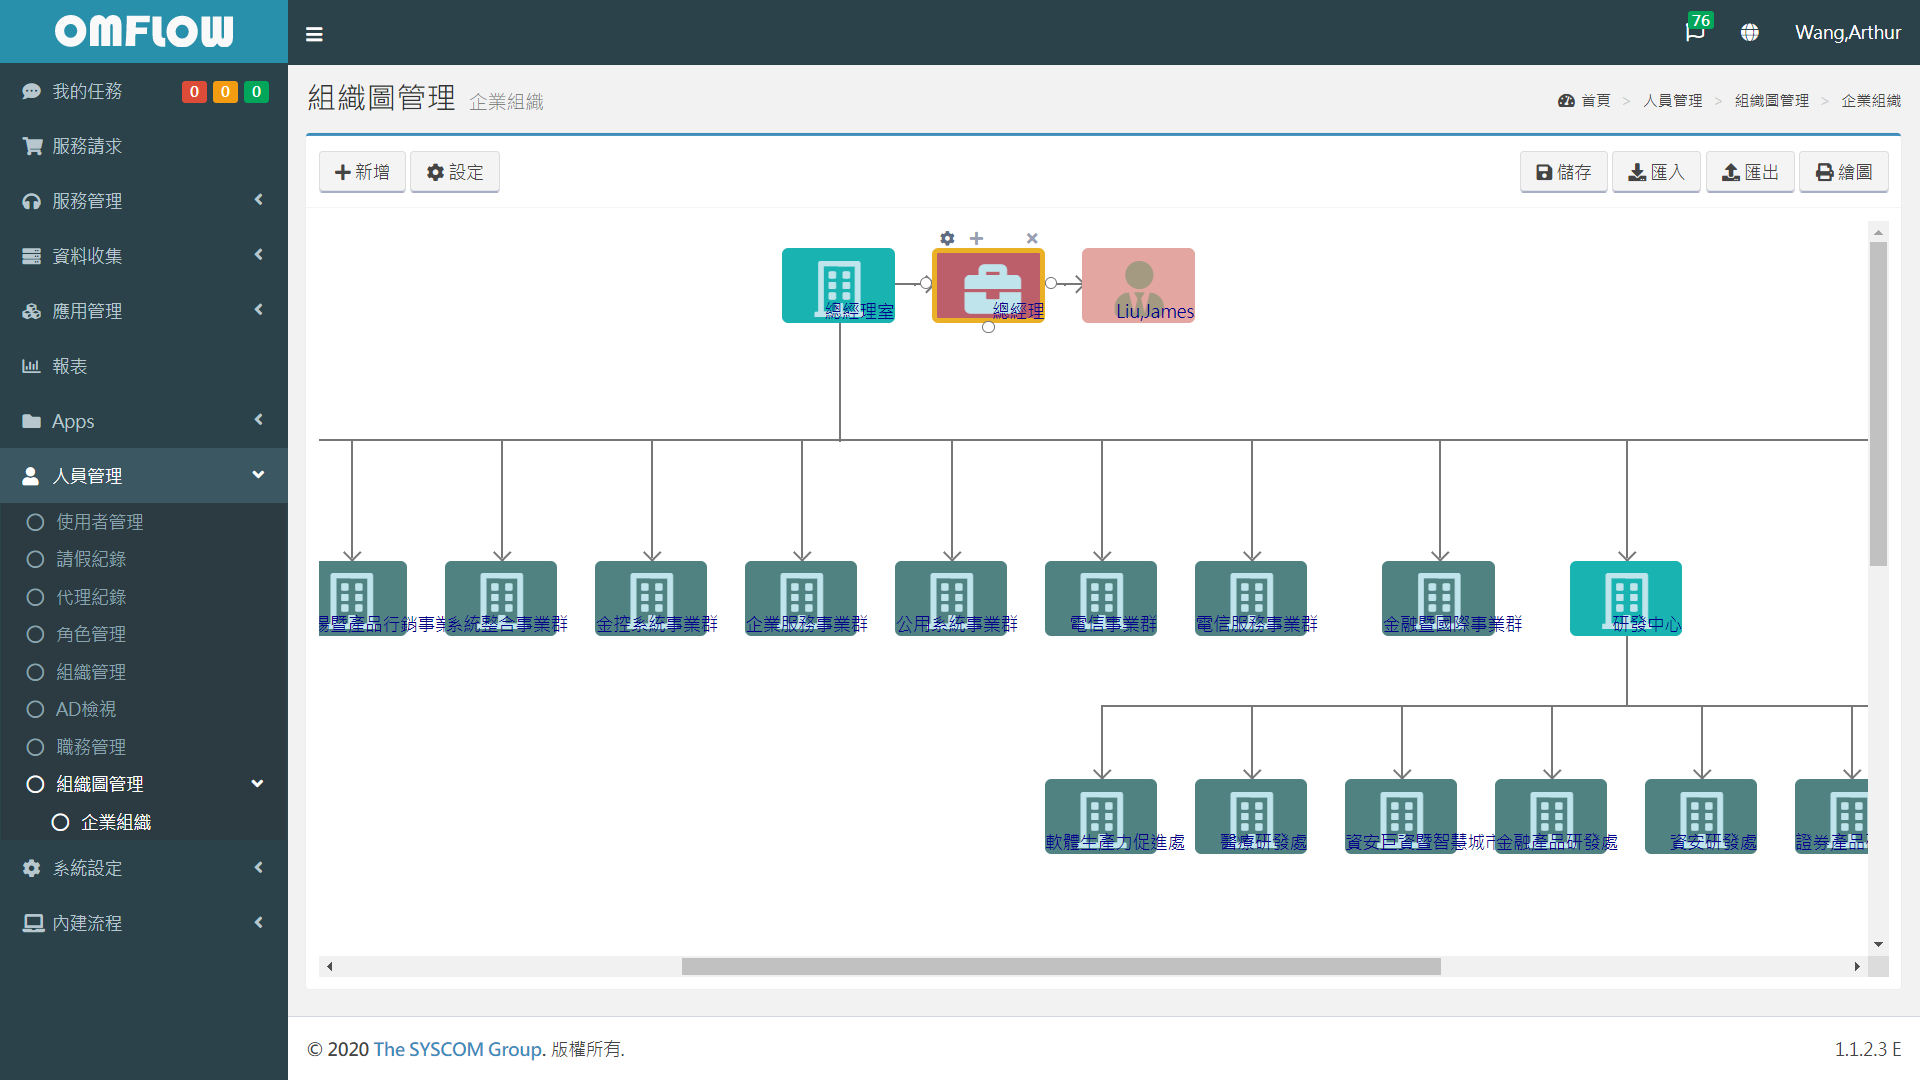 OMFLOW
76
Wang,Arthur
我的任務 0 0 0
服務請求
服務管理
資料收集
應用管理
報表
Apps
人員管理
使用者管理
請假紀錄
代理紀錄
角色管理
組織管理
AD檢視
職務管理
組織圖管理
企業組織
系統設定
內建流程
組織圖管理 企業組織
首頁 > 人員管理 > 組織圖管理 > 企業組織
新增 設定
儲存 匯入 匯出 繪圖
總經理室 總經理 Liu,James
暨產品行銷事業 系統整合事業群 金控系統事業群 企業服務事業群 公用系統事業群 電信事業群 電信服務事業群 金融暨國際事業群 研發中心
軟體生產力促進處 醫療研發處 資安巨資暨智慧城市 金融產品研發處 資安研發處 證券產品
© 2020 The SYSCOM Group. 版權所有.
1.1.2.3 E